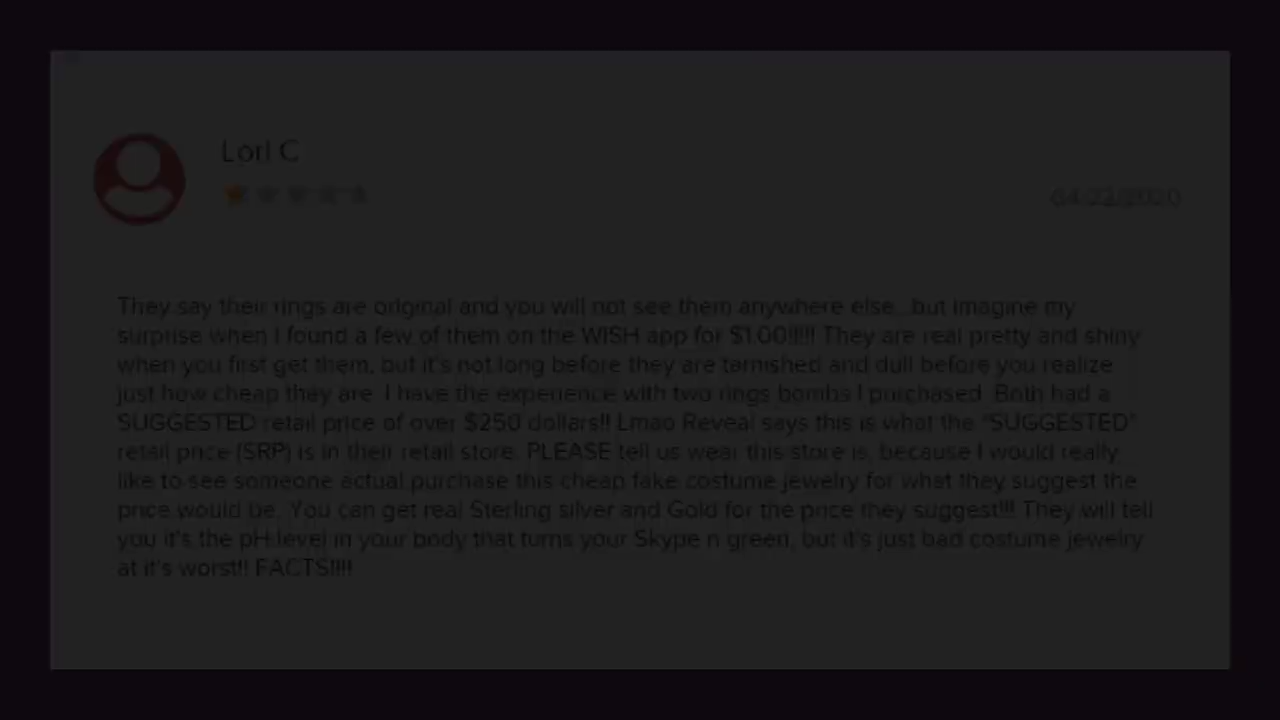 Lori C
04/22/2020
They say their rings are original and you will not see them anywhere else...but imagine my
surprise when I found a few of them on the WISH app for $1.00!!!!! They are real pretty and shiny
when you first get them, but it's not long before they are tarnished and dull before you realize
just how cheap they are. I have the experience with two rings bombs I purchased. Both had a
SUGGESTED retail price of over $250 dollars!! Lmao Reveal says this is what the "SUGGESTED"
retail price (SRP) is in their retail store. PLEASE tell us wear this store is, because I would really
like to see someone actual purchase this cheap fake costume jewelry for what they suggest the
price would be. You can get real Sterling silver and Gold for the price they suggest!!! They will tell
you it's the pH level in your body that turns your Skype n green, but it's just bad costume jewelry
at it's worst!! FACTS!!!!